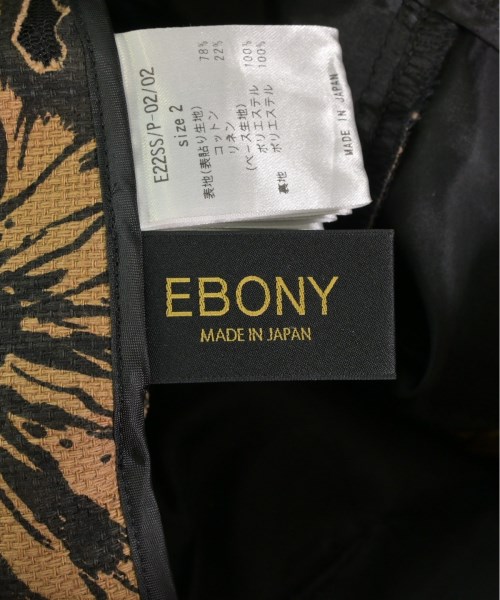 E22SS/P-02/02
size 2
表地(表貼り生地)
コットン 78%
リネン 22%
(ベース生地)
ポリエステル 100%
ポリエステル 100%
裏地
MADE IN JAPAN
EBONY
MADE IN JAPAN